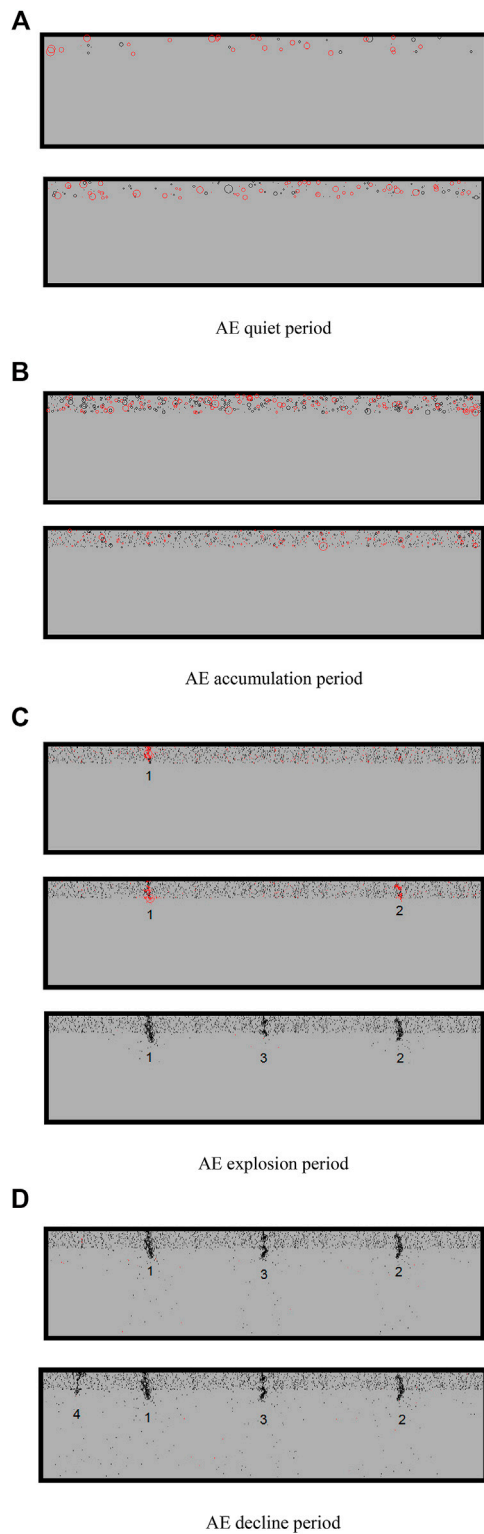 A
AE quiet period
B
AE accumulation period
C
1
1 2
1 3 2
AE explosion period
D
1 3 2
4 1 3 2
AE decline period